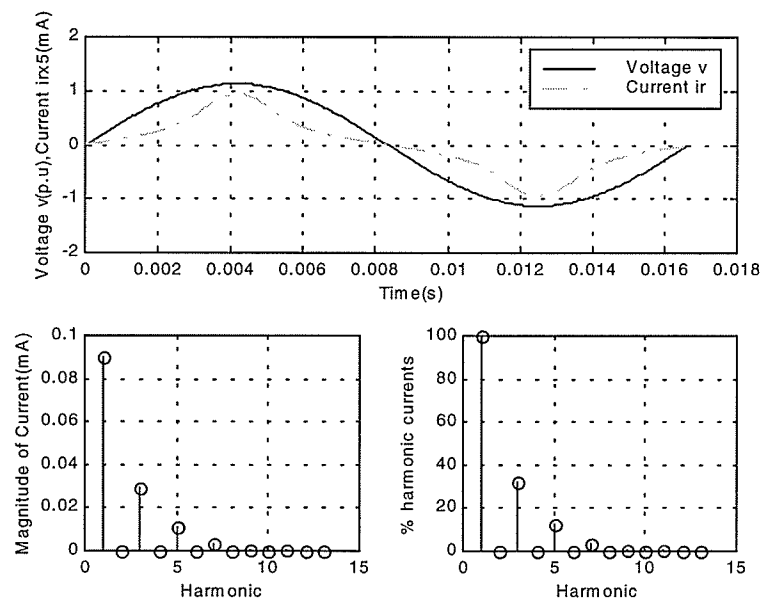 Voltage v(p.u),Current irx5(mA)
2
1
0
-1
-2
Voltage v
Current ir
0 0.002 0.004 0.006 0.008 0.01 0.012 0.014 0.016 0.018
Time(s)
Magnitude of Current(mA)
0.1
0.08
0.06
0.04
0.02
0
0 5 10 15
Harmonic
% harmonic currents
100
80
60
40
20
0
0 5 10 15
Harmonic